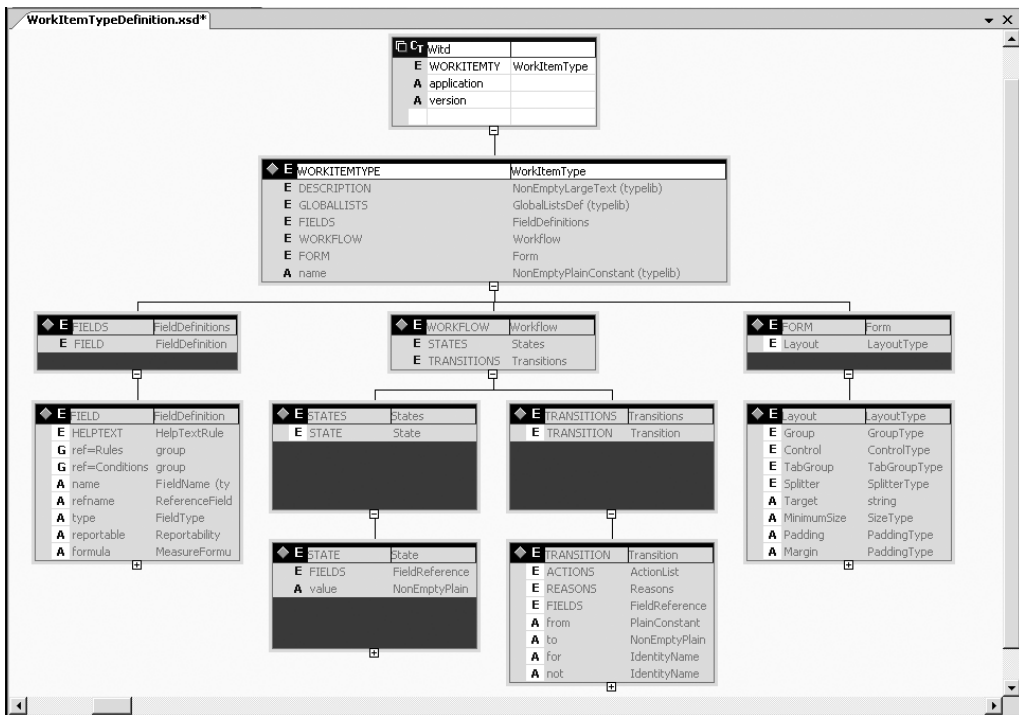 WorkItemTypeDefinition.xsd*
CT Witd
E WORKITEMTY WorkItemType
A application
A version
E WORKITEMTYPE WorkItemType
E DESCRIPTION NonEmptyLargeText (typelib)
E GLOBALLISTS GlobalListsDef (typelib)
E FIELDS FieldDefinitions
E WORKFLOW Workflow
E FORM Form
A name NonEmptyPlainConstant (typelib)
E FIELDS FieldDefinitions
E FIELD FieldDefinition
E WORKFLOW Workflow
E STATES States
E TRANSITIONS Transitions
E FORM Form
E Layout LayoutType
E FIELD FieldDefinition
E HELPTEXT HelpTextRule
G ref=Rules group
G ref=Conditions group
A name FieldName (ty
A refname ReferenceField
A type FieldType
A reportable Reportability
A formula MeasureFormu
E STATES States
E STATE State
E TRANSITIONS Transitions
E TRANSITION Transition
E Layout LayoutType
E Group GroupType
E Control ControlType
E TabGroup TabGroupType
E Splitter SplitterType
A Target string
A MinimumSize SizeType
A Padding PaddingType
A Margin PaddingType
E STATE State
E FIELDS FieldReference
A value NonEmptyPlain
E TRANSITION Transition
E ACTIONS ActionList
E REASONS Reasons
E FIELDS FieldReference
A from PlainConstant
A to NonEmptyPlain
A for IdentityName
A not IdentityName